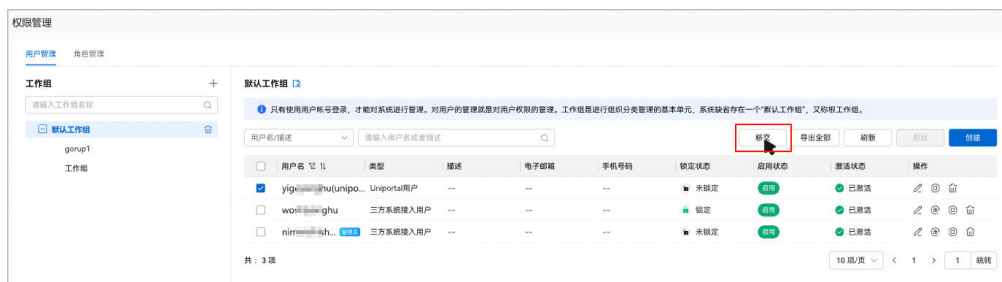 权限管理
用户管理 角色管理
工作组
请输入工作组名称
默认工作组
gorup1
工作组
默认工作组
只有使用用户帐号登录，才能对系统进行管理。对用户的管理就是对用户权限的管理。工作组是进行组织分类管理的基本单元，系统缺省存在一个“默认工作组”，又称根工作组。
用户名/描述 请输入用户名或者描述 移交 导出全部 刷新 删除 创建
用户名 类型 描述 电子邮箱 手机号码 锁定状态 启用状态 激活状态 操作
hu(unipo... Uniportal用户 -- -- -- 未锁定 启用 已激活
ghu 三方系统接入用户 -- -- -- 锁定 启用 已激活
sh... 管理员 三方系统接入用户 -- -- -- 未锁定 启用 已激活
共：3 项 10 项/页 1 1 跳转